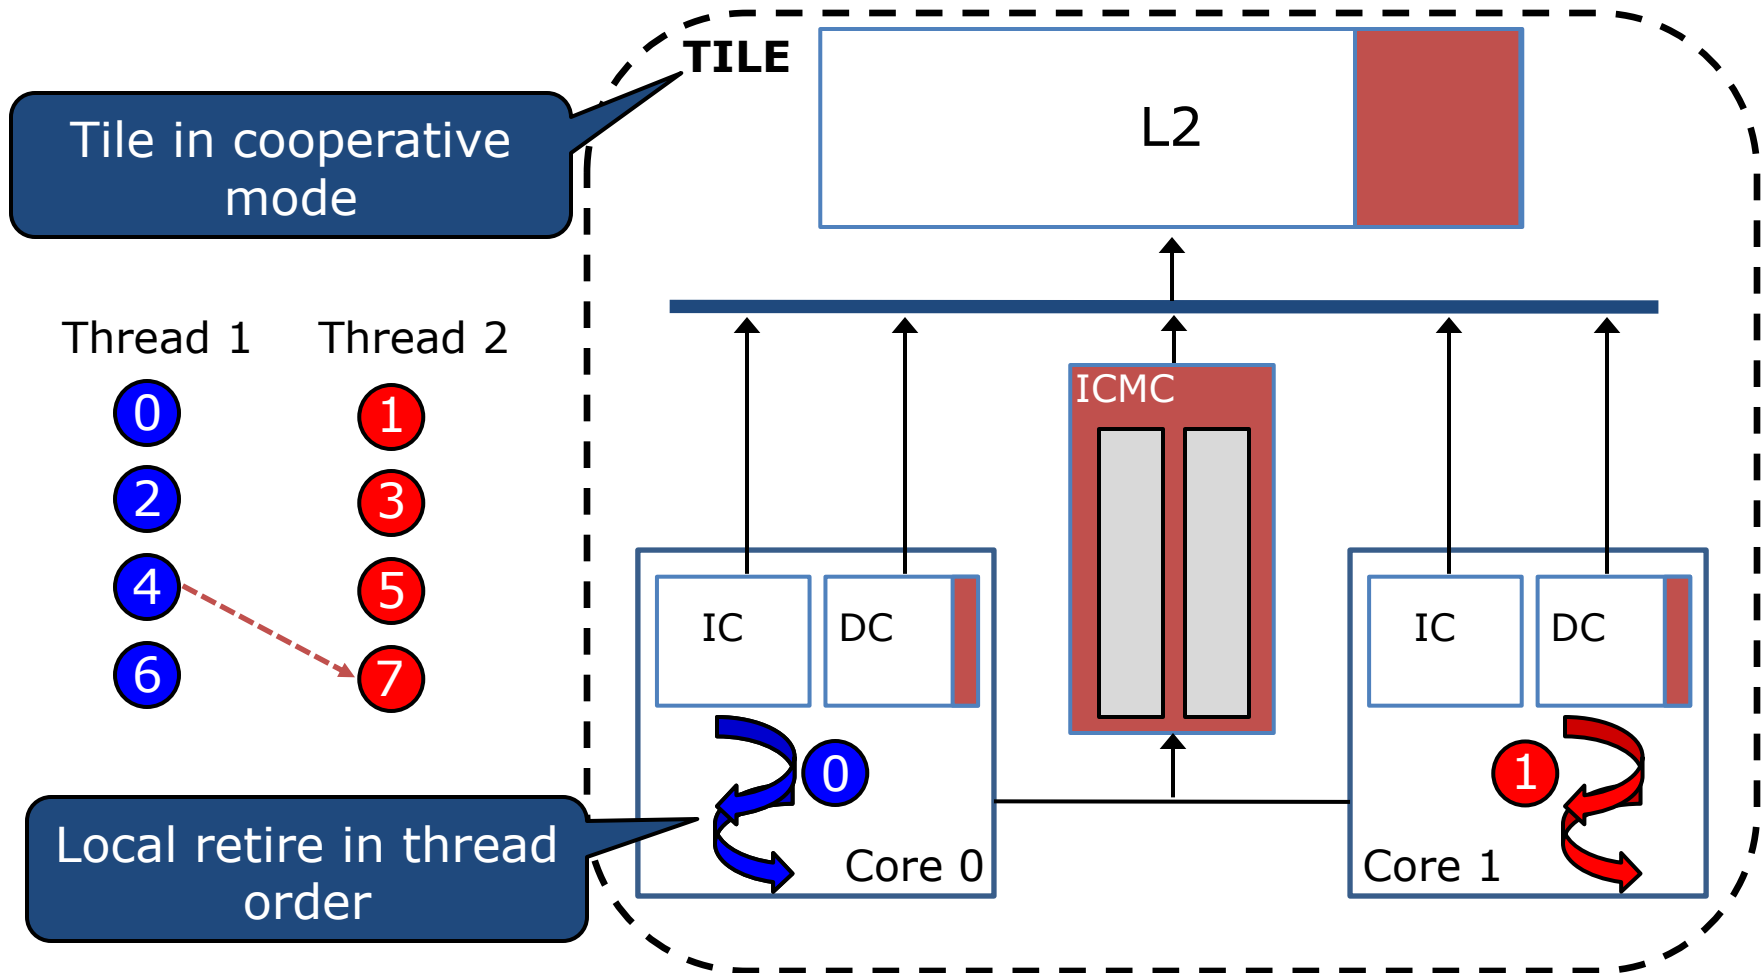 TILE
Tile in cooperative
mode
L2
Thread 1
Thread 2
0
1
2
3
4
5
6
7
ICMC
IC
DC
IC
DC
0
1
Local retire in thread
order
Core 0
Core 1